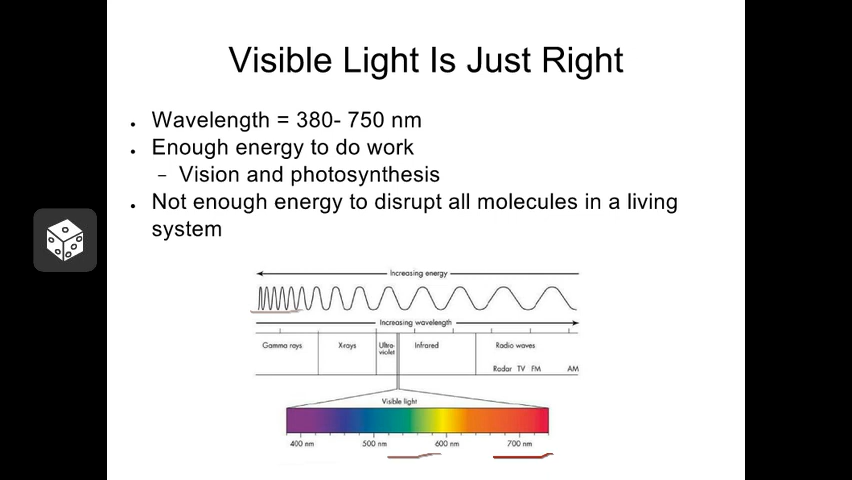 Visible Light Is Just Right
• Wavelength = 380- 750 nm
• Enough energy to do work
– Vision and photosynthesis
• Not enough energy to disrupt all molecules in a living
system
Increasing energy
Increasing wavelength
Gamma rays X-rays Ultra-
violet Infrared Radio waves
Radar TV FM AM
Visible light
400 nm 500 nm 600 nm 700 nm